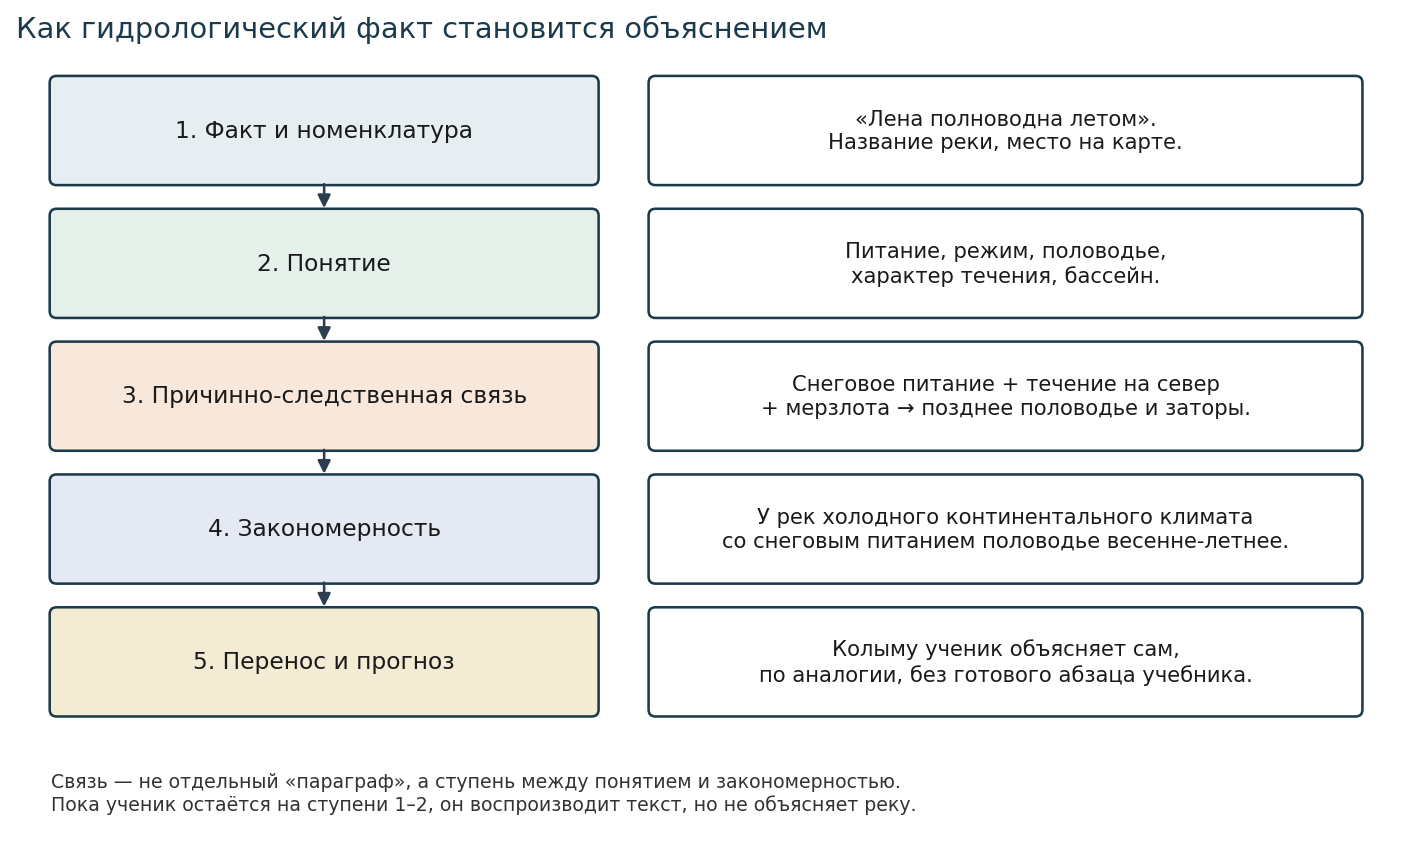 Как гидрологический факт становится объяснением
1. Факт и номенклатура
«Лена полноводна летом».
Название реки, место на карте.
2. Понятие
Питание, режим, половодье,
характер течения, бассейн.
3. Причинно-следственная связь
Снеговое питание + течение на север
+ мерзлота → позднее половодье и заторы.
4. Закономерность
У рек холодного континентального климата
со снеговым питанием половодье весенне-летнее.
5. Перенос и прогноз
Колыму ученик объясняет сам,
по аналогии, без готового абзаца учебника.
Связь — не отдельный «параграф», а ступень между понятием и закономерностью.
Пока ученик остаётся на ступени 1–2, он воспроизводит текст, но не объясняет реку.